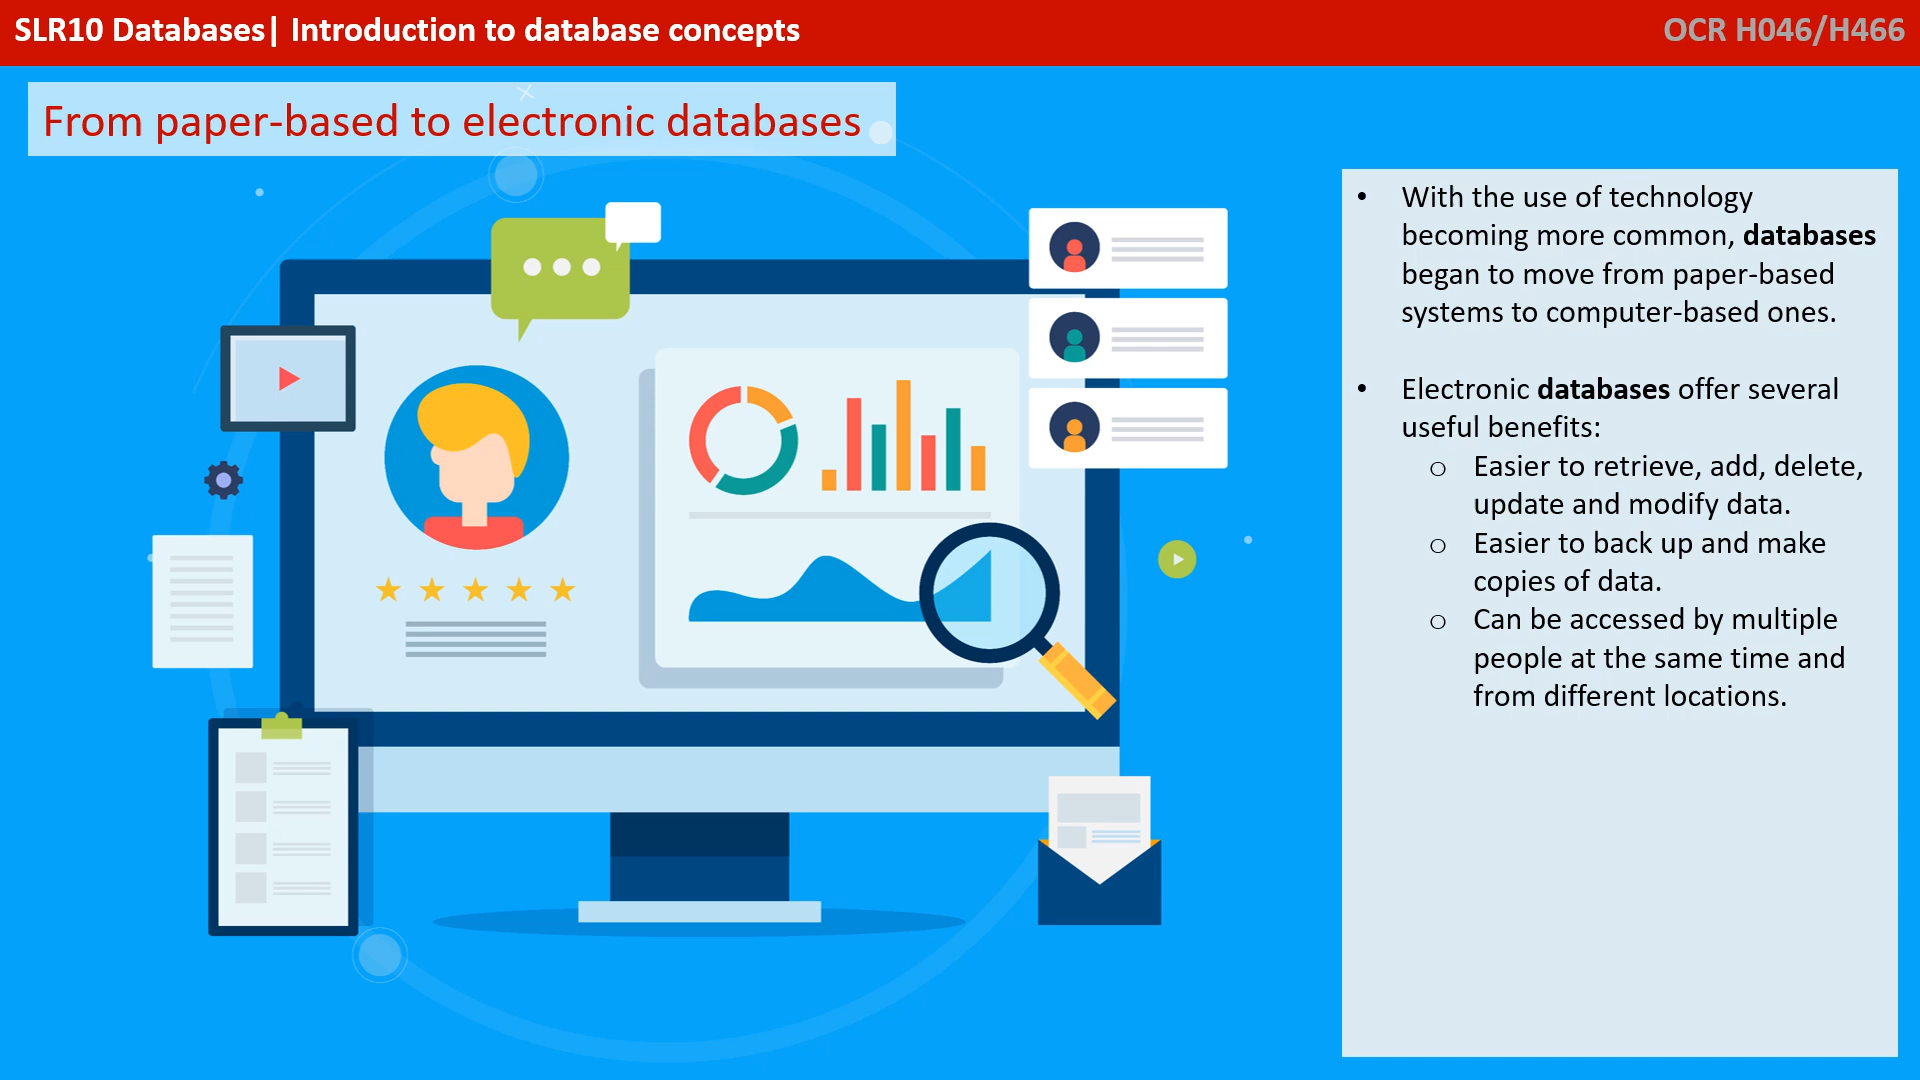 SLR10 Databases| Introduction to database concepts
OCR H046/H466
From paper-based to electronic databases
• With the use of technology
becoming more common, databases
began to move from paper-based
systems to computer-based ones.
• Electronic databases offer several
useful benefits:
o Easier to retrieve, add, delete,
update and modify data.
o Easier to back up and make
copies of data.
o Can be accessed by multiple
people at the same time and
from different locations.